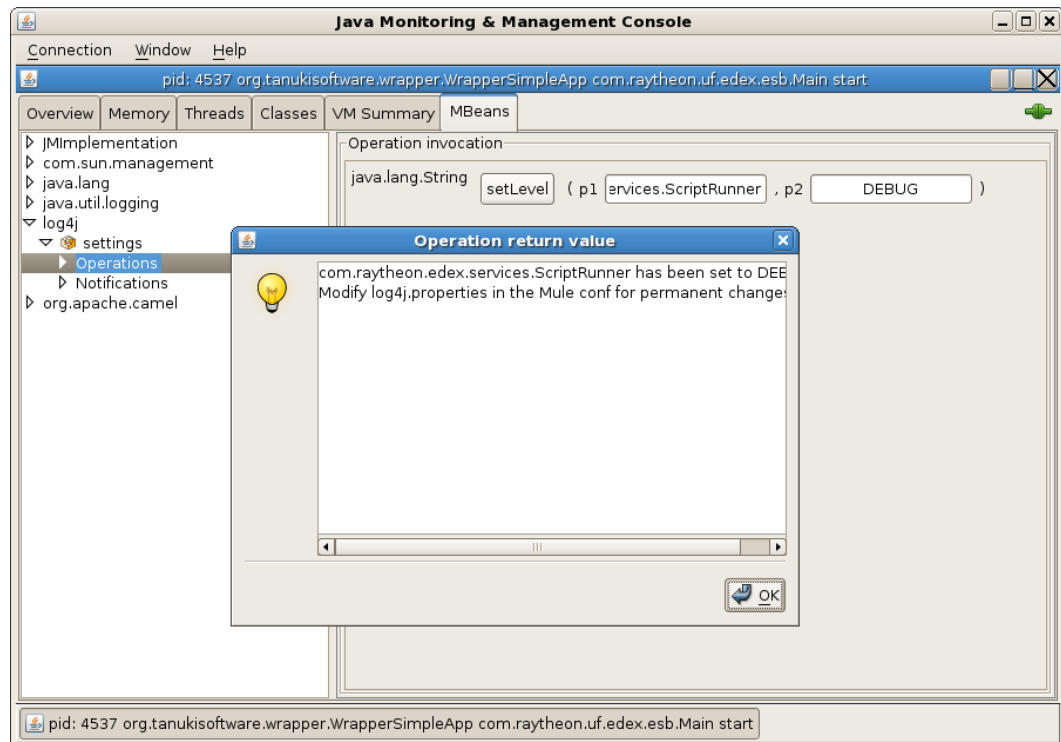 Java Monitoring & Management Console
Connection Window Help
pid: 4537 org.tanukisoftware.wrapper.WrapperSimpleApp com.raytheon.uf.edex.esb.Main start
Overview Memory Threads Classes VM Summary MBeans
JMImplementation
com.sun.management
java.lang
java.util.logging
log4j
settings
Operations
Notifications
org.apache.camel
Operation invocation
java.lang.String setLevel ( p1 ervices.ScriptRunner , p2 DEBUG )
Operation return value
com.raytheon.edex.services.ScriptRunner has been set to DEB
Modify log4j.properties in the Mule conf for permanent changes
OK
pid: 4537 org.tanukisoftware.wrapper.WrapperSimpleApp com.raytheon.uf.edex.esb.Main start